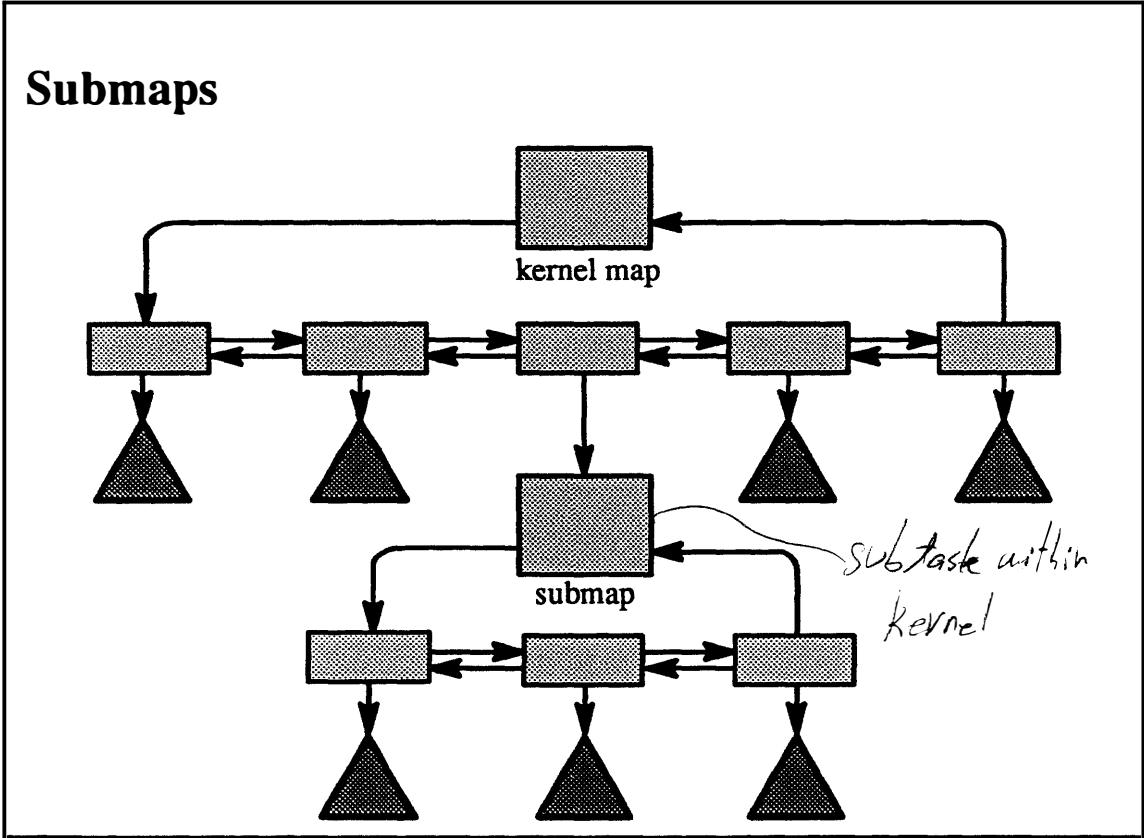 Submaps
kernel map
submap
subtask within
kernel